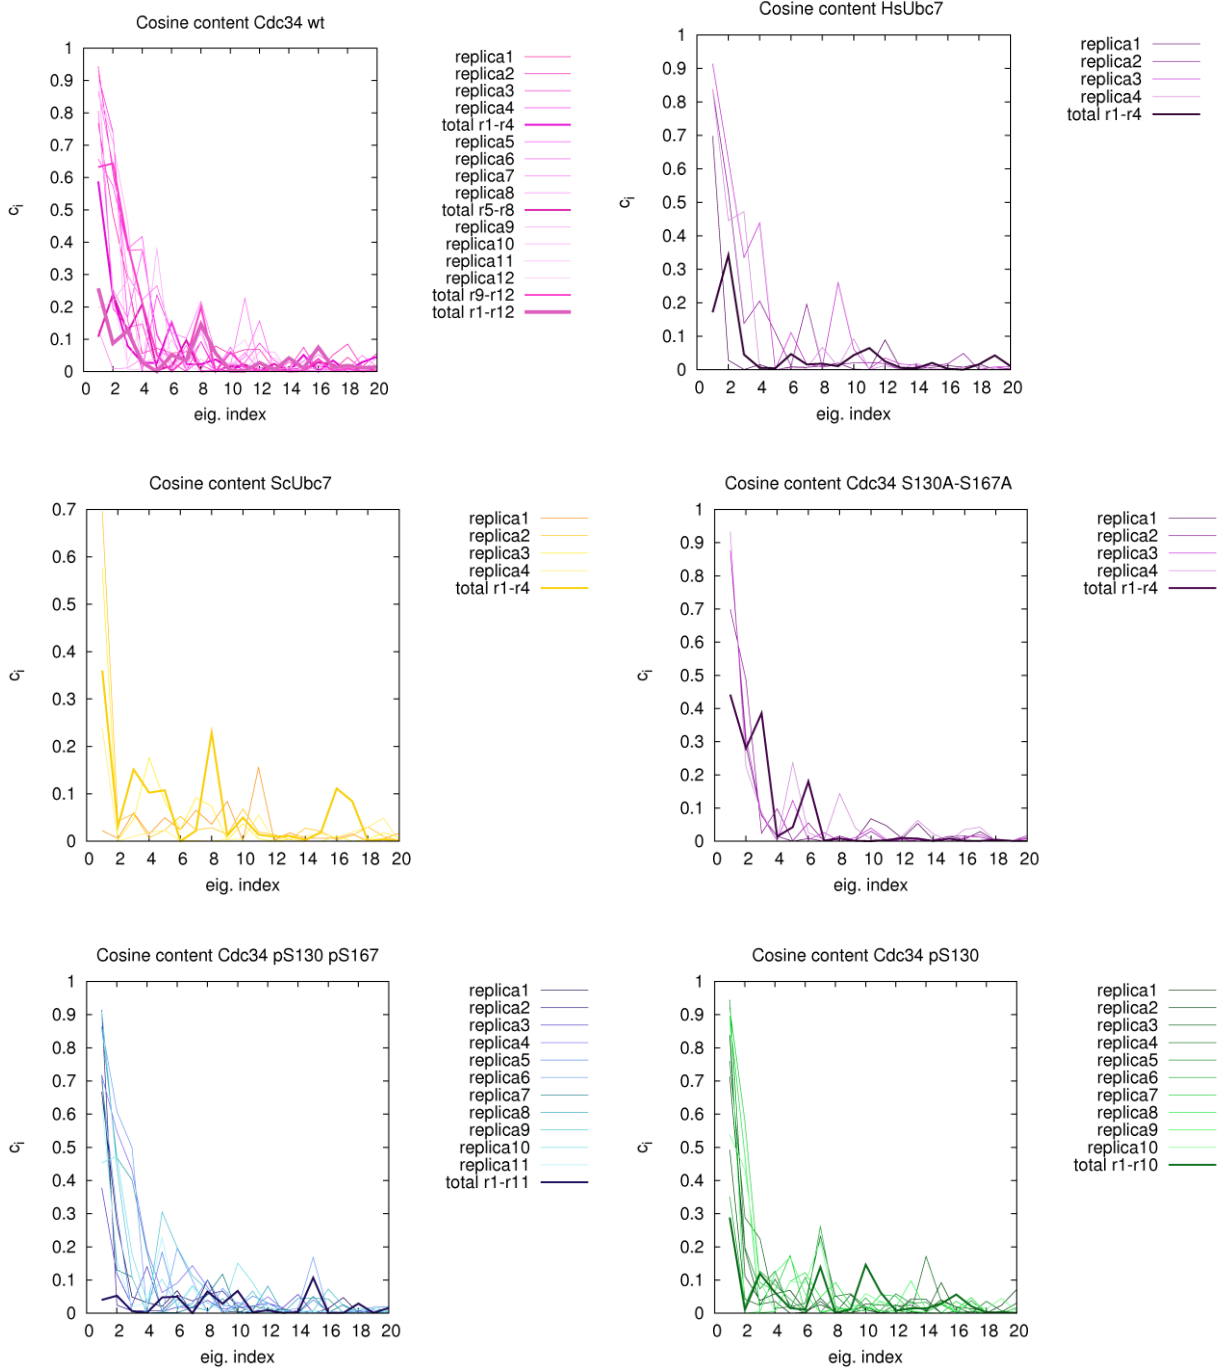 Cosine content Cdc34 wt
1
0.9
0.8
0.7
0.6
0.5
0.4
0.3
0.2
0.1
0
c_i
0 2 4 6 8 10 12 14 16 18 20
eig. index
replica1
replica2
replica3
replica4
total r1-r4
replica5
replica6
replica7
replica8
total r5-r8
replica9
replica10
replica11
replica12
total r9-r12
total r1-r12
Cosine content HsUbc7
1
0.9
0.8
0.7
0.6
0.5
0.4
0.3
0.2
0.1
0
c_i
0 2 4 6 8 10 12 14 16 18 20
eig. index
replica1
replica2
replica3
replica4
total r1-r4
Cosine content ScUbc7
0.7
0.6
0.5
0.4
0.3
0.2
0.1
0
c_i
0 2 4 6 8 10 12 14 16 18 20
eig. index
replica1
replica2
replica3
replica4
total r1-r4
Cosine content Cdc34 S130A-S167A
1
0.9
0.8
0.7
0.6
0.5
0.4
0.3
0.2
0.1
0
c_i
0 2 4 6 8 10 12 14 16 18 20
eig. index
replica1
replica2
replica3
replica4
total r1-r4
Cosine content Cdc34 pS130 pS167
1
0.9
0.8
0.7
0.6
0.5
0.4
0.3
0.2
0.1
0
c_i
0 2 4 6 8 10 12 14 16 18 20
eig. index
replica1
replica2
replica3
replica4
replica5
replica6
replica7
replica8
replica9
replica10
replica11
total r1-r11
Cosine content Cdc34 pS130
1
0.9
0.8
0.7
0.6
0.5
0.4
0.3
0.2
0.1
0
c_i
0 2 4 6 8 10 12 14 16 18 20
eig. index
replica1
replica2
replica3
replica4
replica5
replica6
replica7
replica8
replica9
replica10
total r1-r10